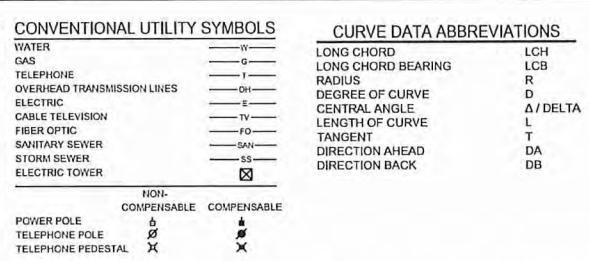 CONVENTIONAL UTILITY SYMBOLS
WATER W
GAS G
TELEPHONE T
OVERHEAD TRANSMISSION LINES OH
ELECTRIC E
CABLE TELEVISION TV
FIBER OPTIC FO
SANITARY SEWER SAN
STORM SEWER SS
ELECTRIC TOWER
NON-
COMPENSABLE COMPENSABLE
POWER POLE
TELEPHONE POLE
TELEPHONE PEDESTAL
CURVE DATA ABBREVIATIONS
LONG CHORD LCH
LONG CHORD BEARING LCB
RADIUS R
DEGREE OF CURVE D
CENTRAL ANGLE Δ / DELTA
LENGTH OF CURVE L
TANGENT T
DIRECTION AHEAD DA
DIRECTION BACK DB